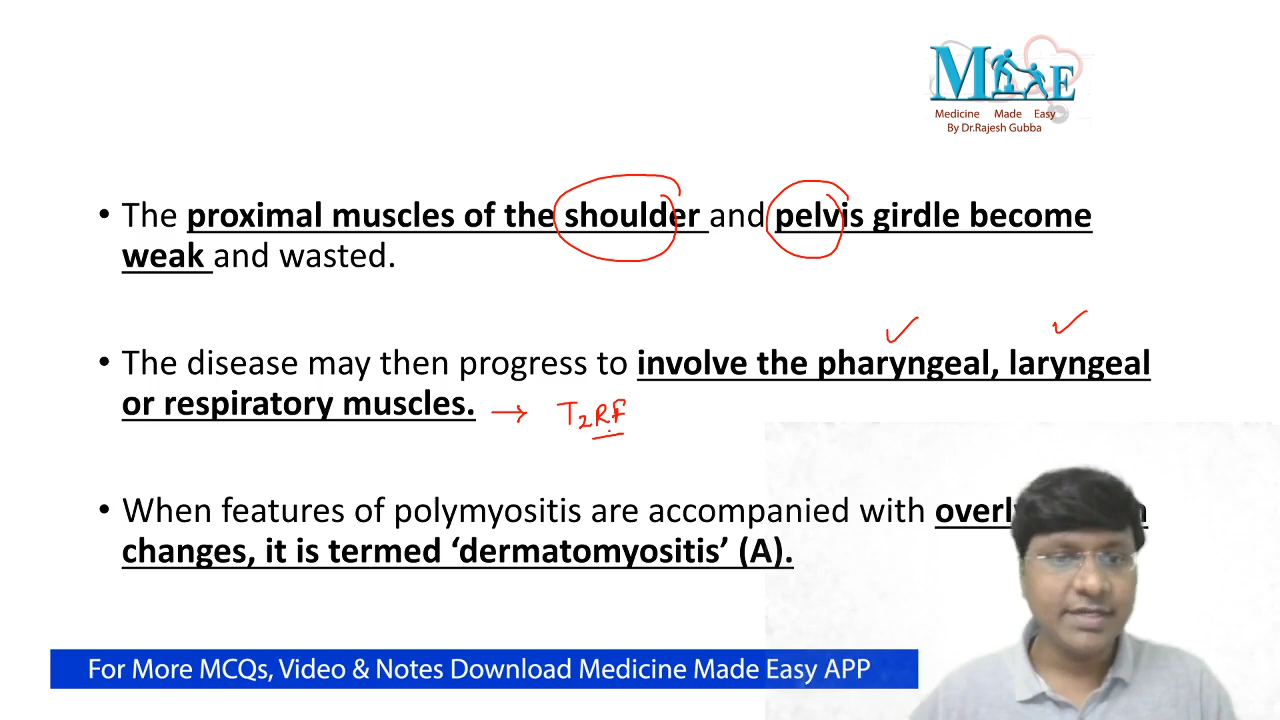 M E
Medicine Made Easy
By Dr.Rajesh Gubba
• The proximal muscles of the shoulder and pelvis girdle become
weak and wasted.
• The disease may then progress to involve the pharyngeal, laryngeal
or respiratory muscles. → T2RF
• When features of polymyositis are accompanied with
changes, it is termed ‘dermatomyositis’ (A).
For More MCQs, Video & Notes Download Medicine Made Easy APP